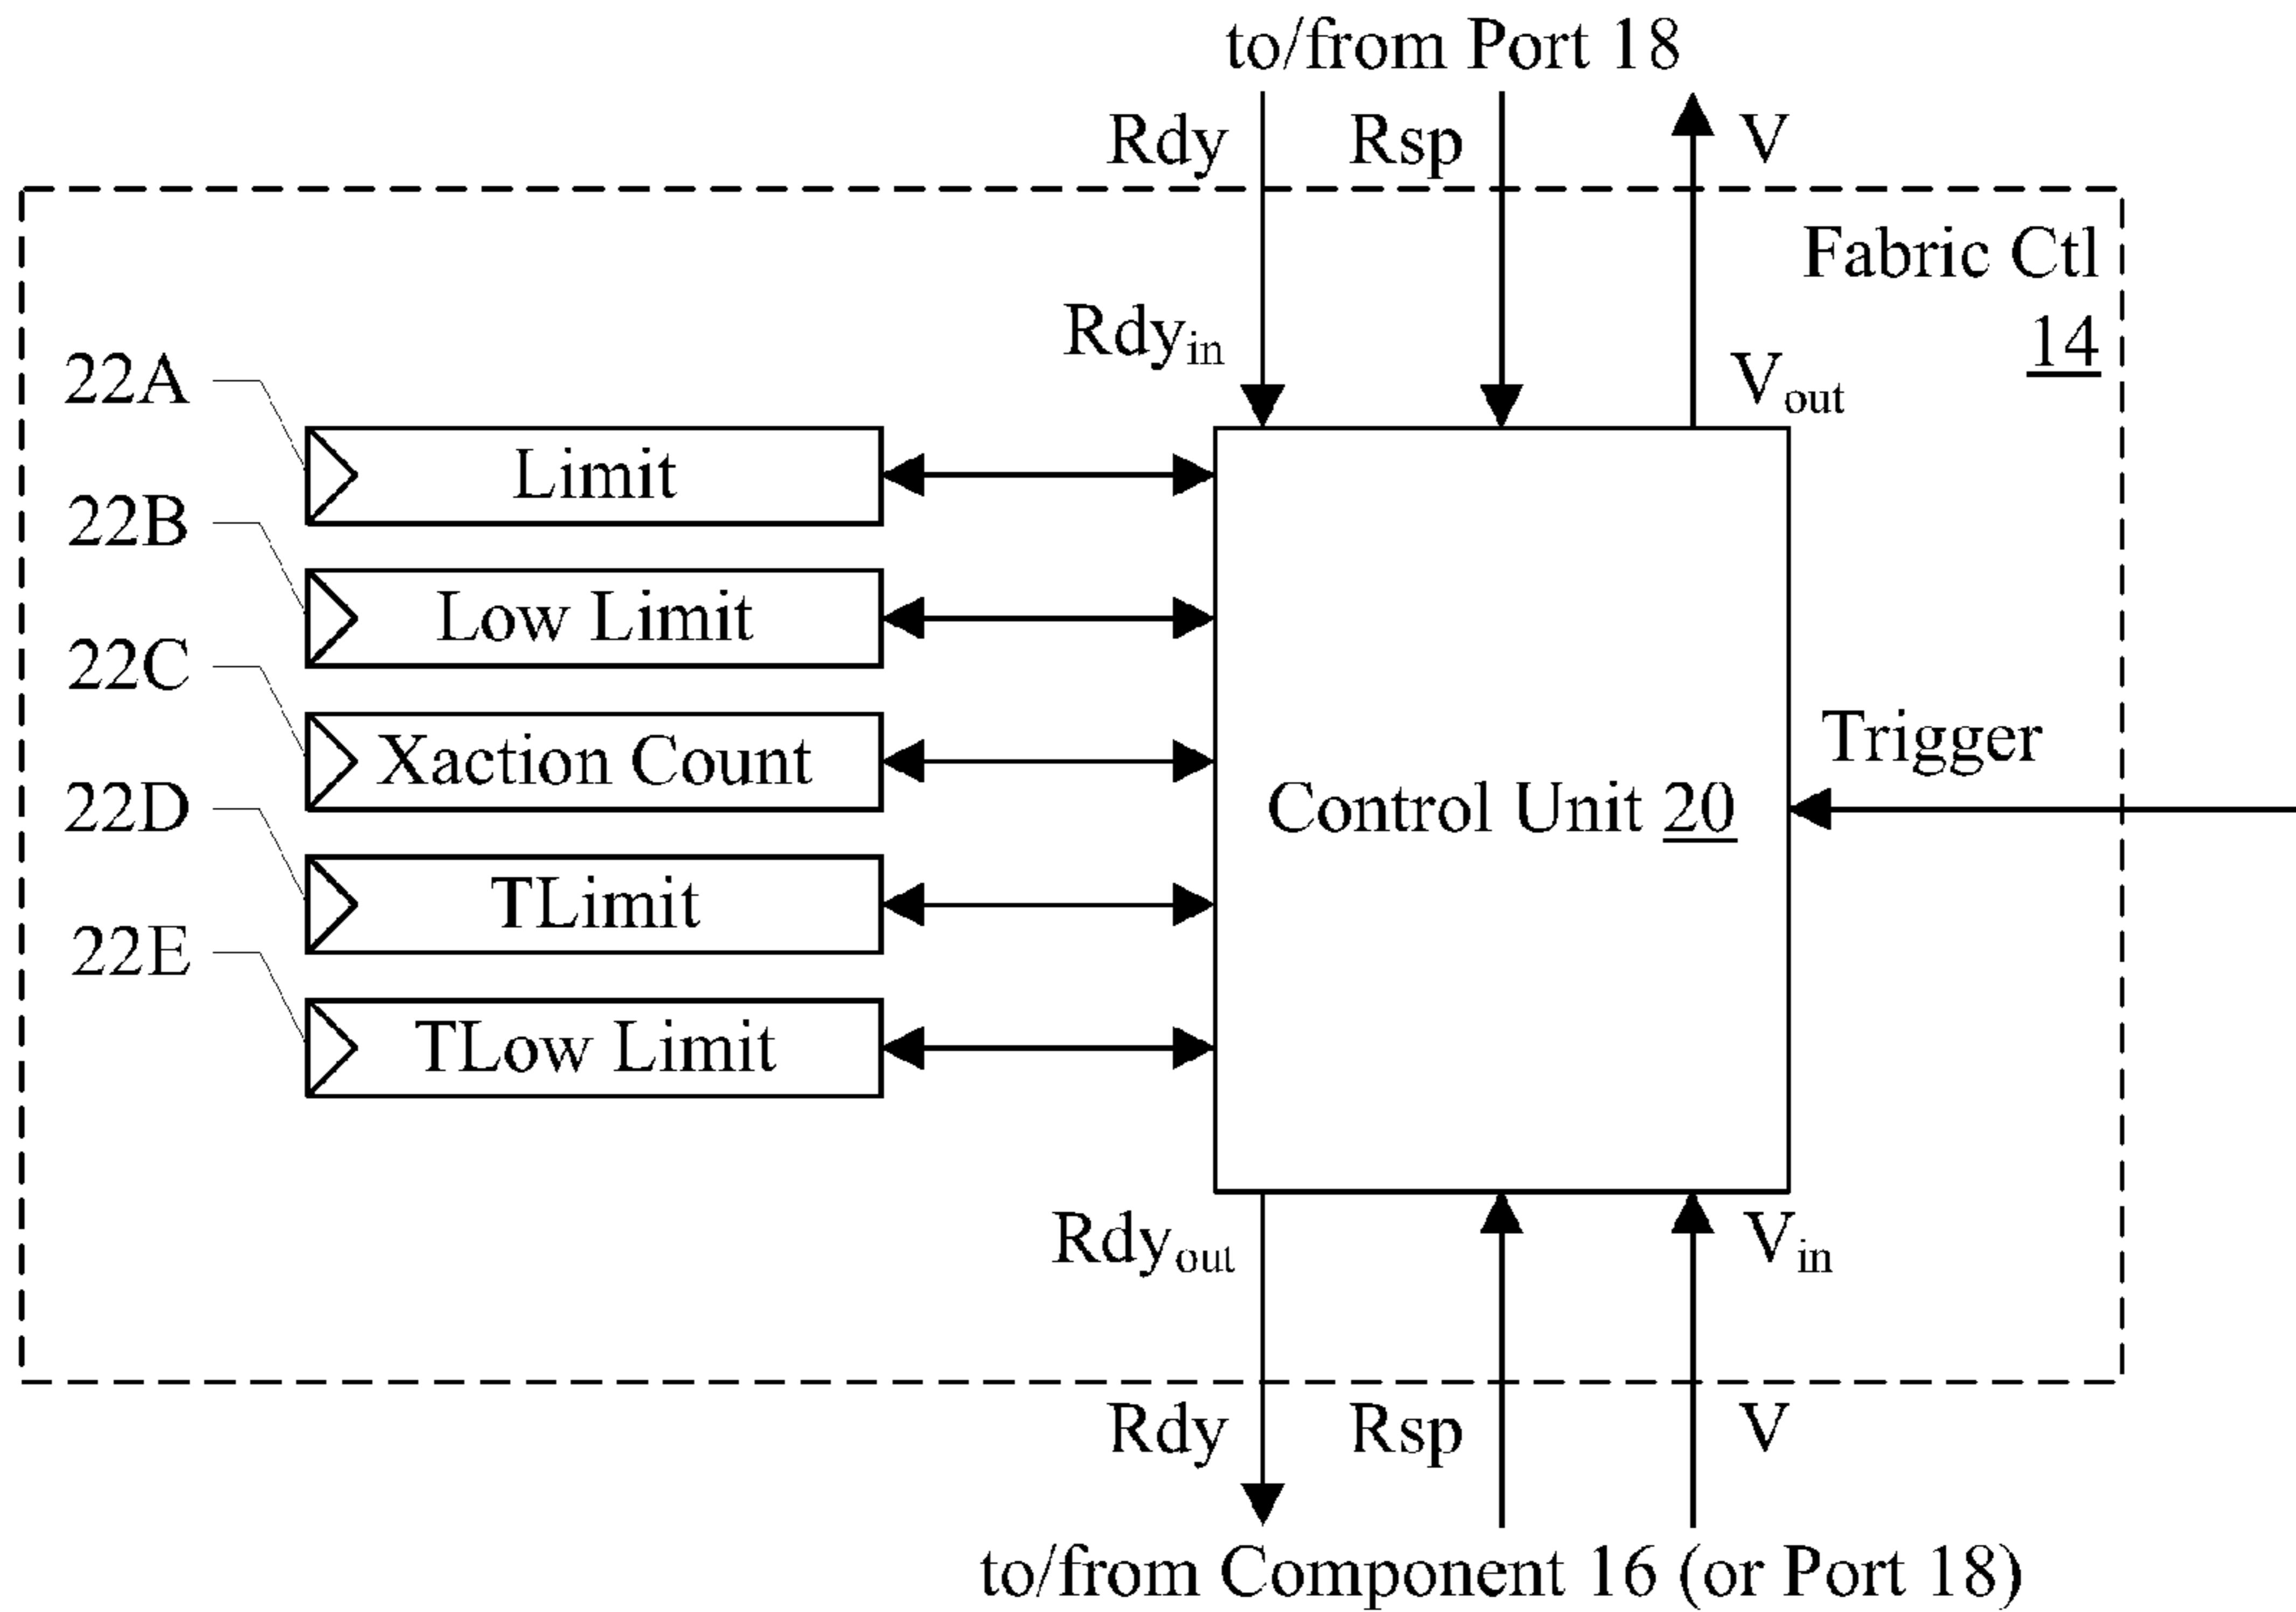 to/from Port 18
Rdy
Rsp
V
Fabric Ctl
14
Rdyin
Vout
22A
Limit
22B
Low Limit
22C
Xaction Count
Trigger
22D
Control Unit 20
TLimit
22E
TLow Limit
Rdyout
Vin
Rdy
Rsp
V
to/from Component 16 (or Port 18)